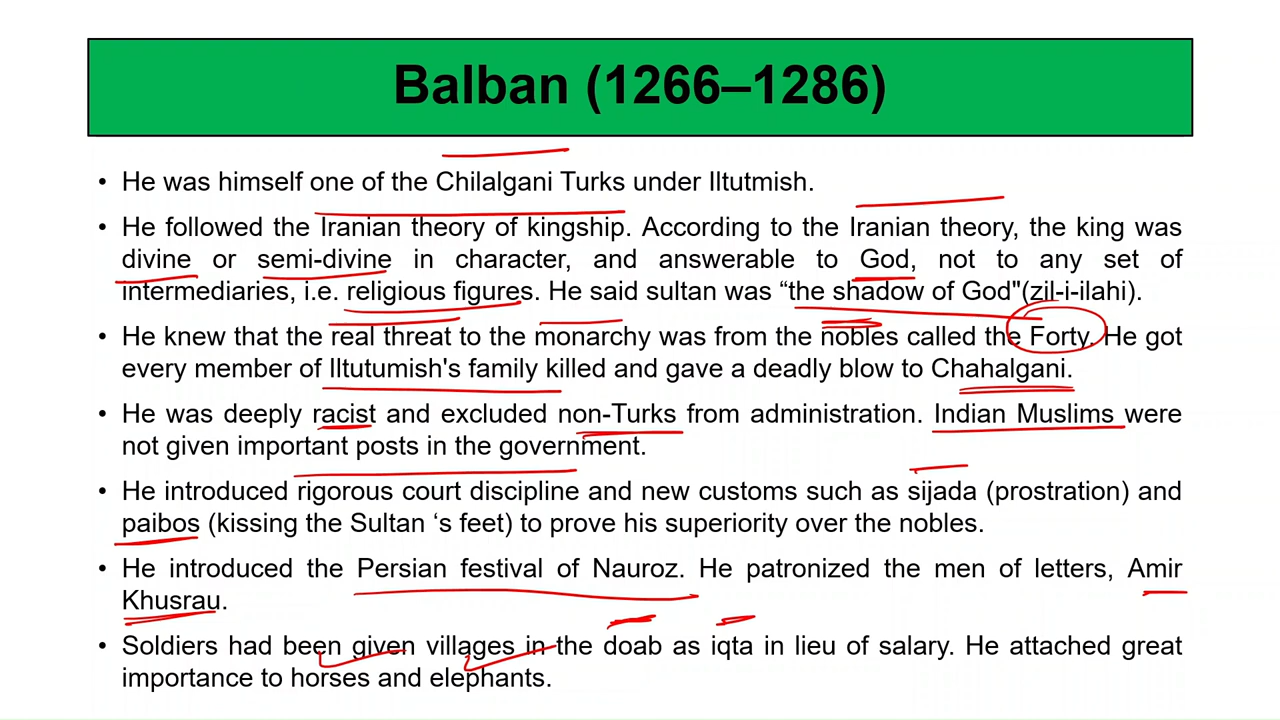 Balban (1266–1286)
• He was himself one of the Chilalgani Turks under Iltutmish.
• He followed the Iranian theory of kingship. According to the Iranian theory, the king was
divine or semi-divine in character, and answerable to God, not to any set of
intermediaries, i.e. religious figures. He said sultan was “the shadow of God"(zil-i-ilahi).
• He knew that the real threat to the monarchy was from the nobles called the Forty. He got
every member of Iltutumish's family killed and gave a deadly blow to Chahalgani.
• He was deeply racist and excluded non-Turks from administration. Indian Muslims were
not given important posts in the government.
• He introduced rigorous court discipline and new customs such as sijada (prostration) and
paibos (kissing the Sultan ‘s feet) to prove his superiority over the nobles.
• He introduced the Persian festival of Nauroz. He patronized the men of letters, Amir
Khusrau.
• Soldiers had been given villages in the doab as iqta in lieu of salary. He attached great
importance to horses and elephants.